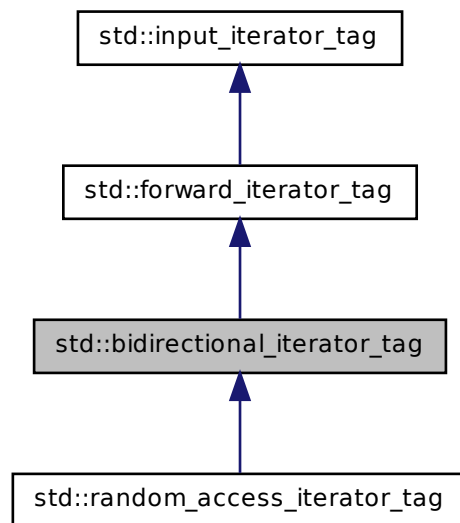 std::input_iterator_tag
std::forward_iterator_tag
std::bidirectional_iterator_tag
std::random_access_iterator_tag